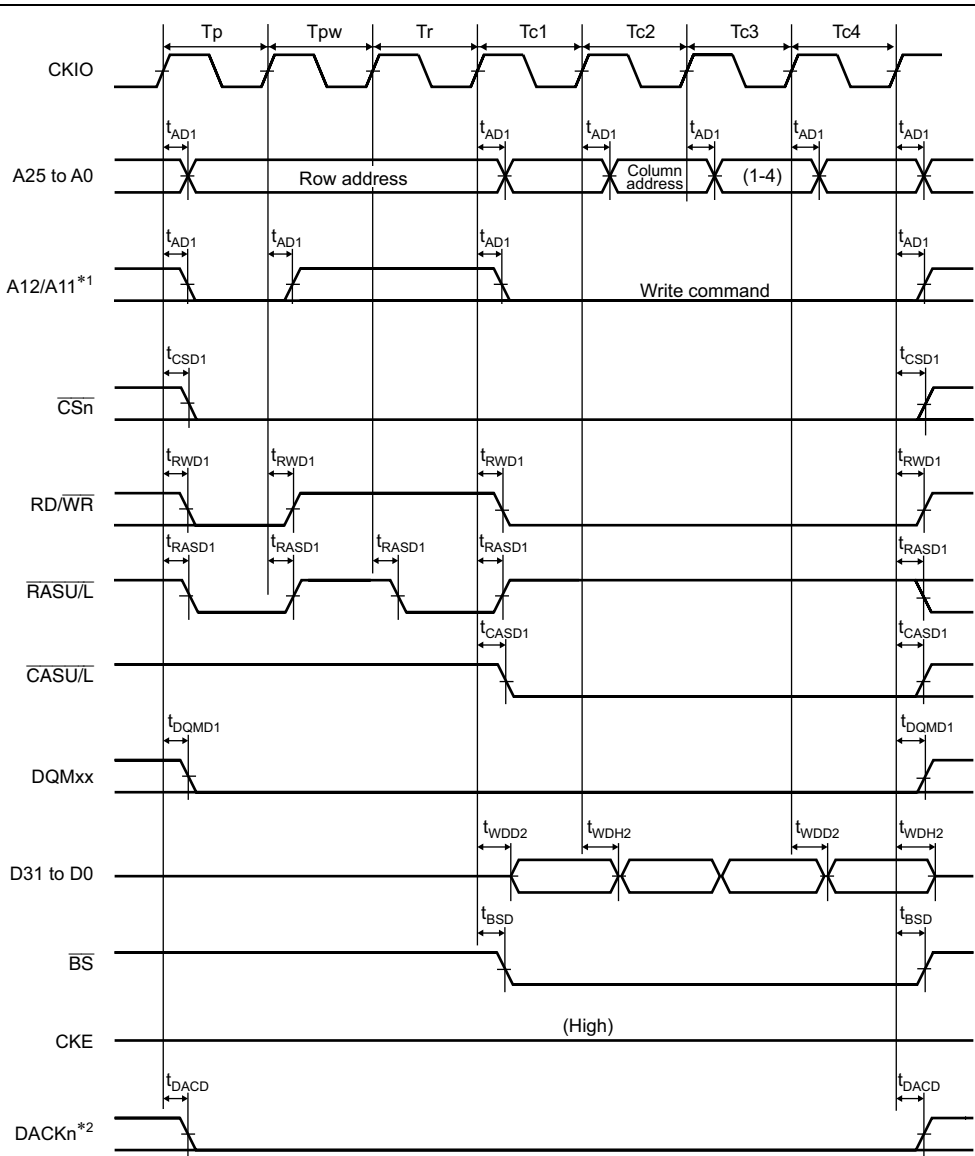 Tp Tpw Tr Tc1 Tc2 Tc3 Tc4
CKIO
tAD1 tAD1 tAD1 tAD1 tAD1 tAD1
A25 to A0 Row address Column address (1-4)
tAD1 tAD1 tAD1 tAD1
A12/A11*1 Write command
tCSD1 tCSD1
CSn
tRWD1 tRWD1 tRWD1 tRWD1
RD/WR
tRASD1 tRASD1 tRASD1 tRASD1 tRASD1
RASU/L
tCASD1 tCASD1
CASU/L
tDQMD1 tDQMD1
DQMxx
tWDD2 tWDH2 tWDD2 tWDH2
D31 to D0
tBSD tBSD
BS
(High)
CKE
tDACD tDACD
DACKn*2